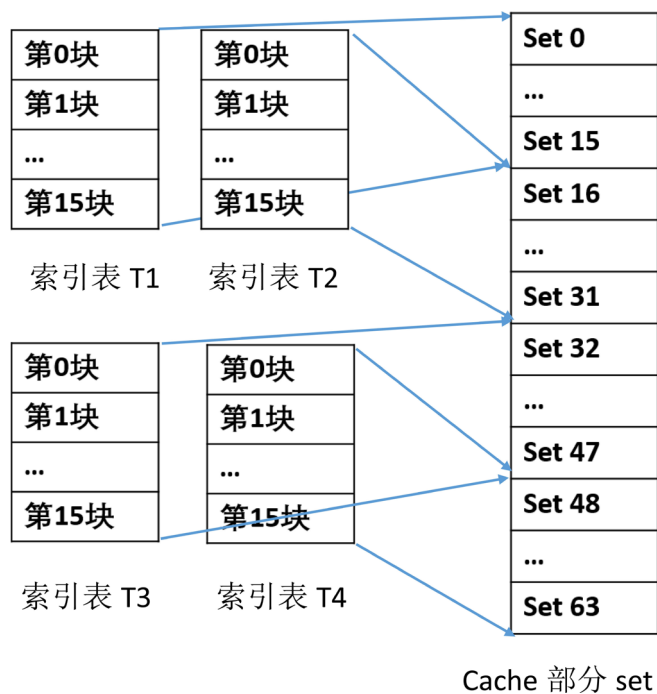 第0块
第1块
...
第15块
索引表 T1
第0块
第1块
...
第15块
索引表 T2
第0块
第1块
...
第15块
索引表 T3
第0块
第1块
...
第15块
索引表 T4
Set 0
...
Set 15
Set 16
...
Set 31
Set 32
...
Set 47
Set 48
...
Set 63
Cache 部分 set